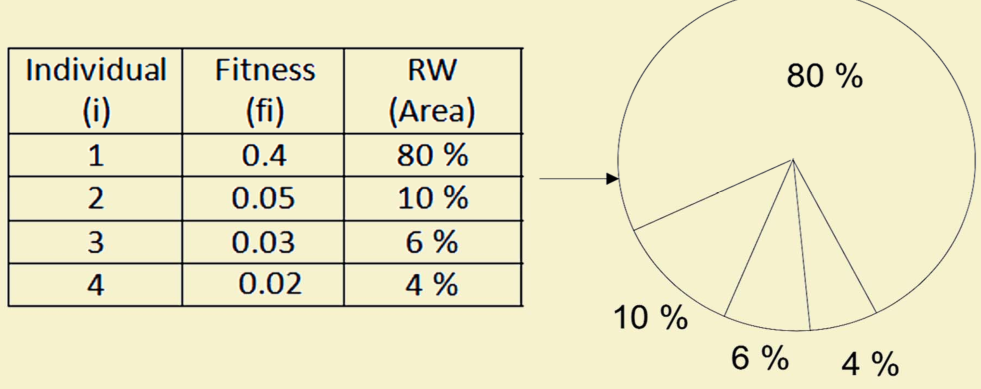 Individual (i) Fitness (fi) RW (Area)
1 0.4 80 %
2 0.05 10 %
3 0.03 6 %
4 0.02 4 %
80 %
10 %
6 %
4 %